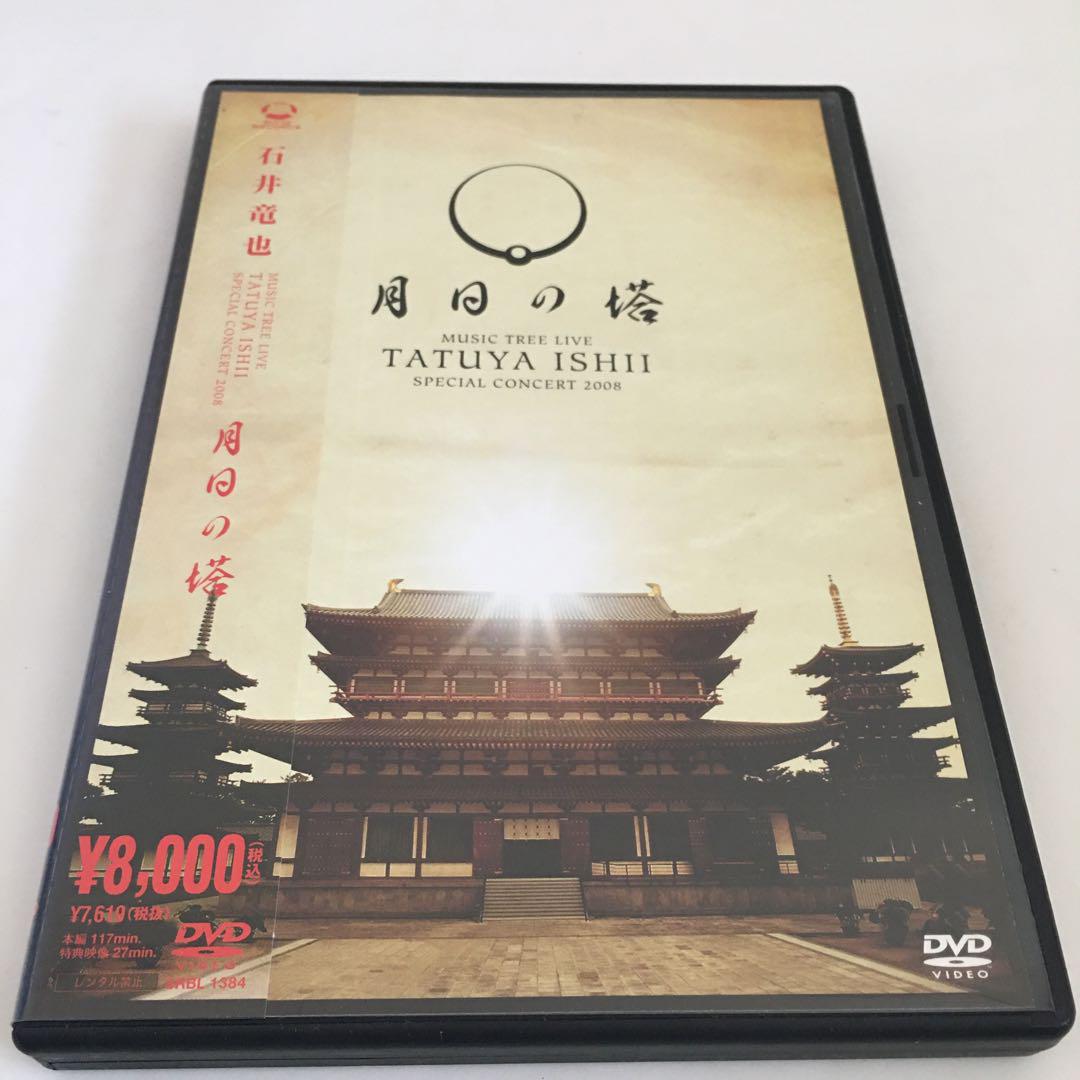 石井竜也
MUSIC TREE LIVE
TATUYA ISHII
SPECIAL CONCERT 2008
月日の塔
¥8,000(税込)
¥7,619(税抜)
本編 117min.
特典映像 27min.
レンタル禁止
DVD
VIDEO
1384
月日の塔
MUSIC TREE LIVE
TATUYA ISHII
SPECIAL CONCERT 2008
DVD
VIDEO